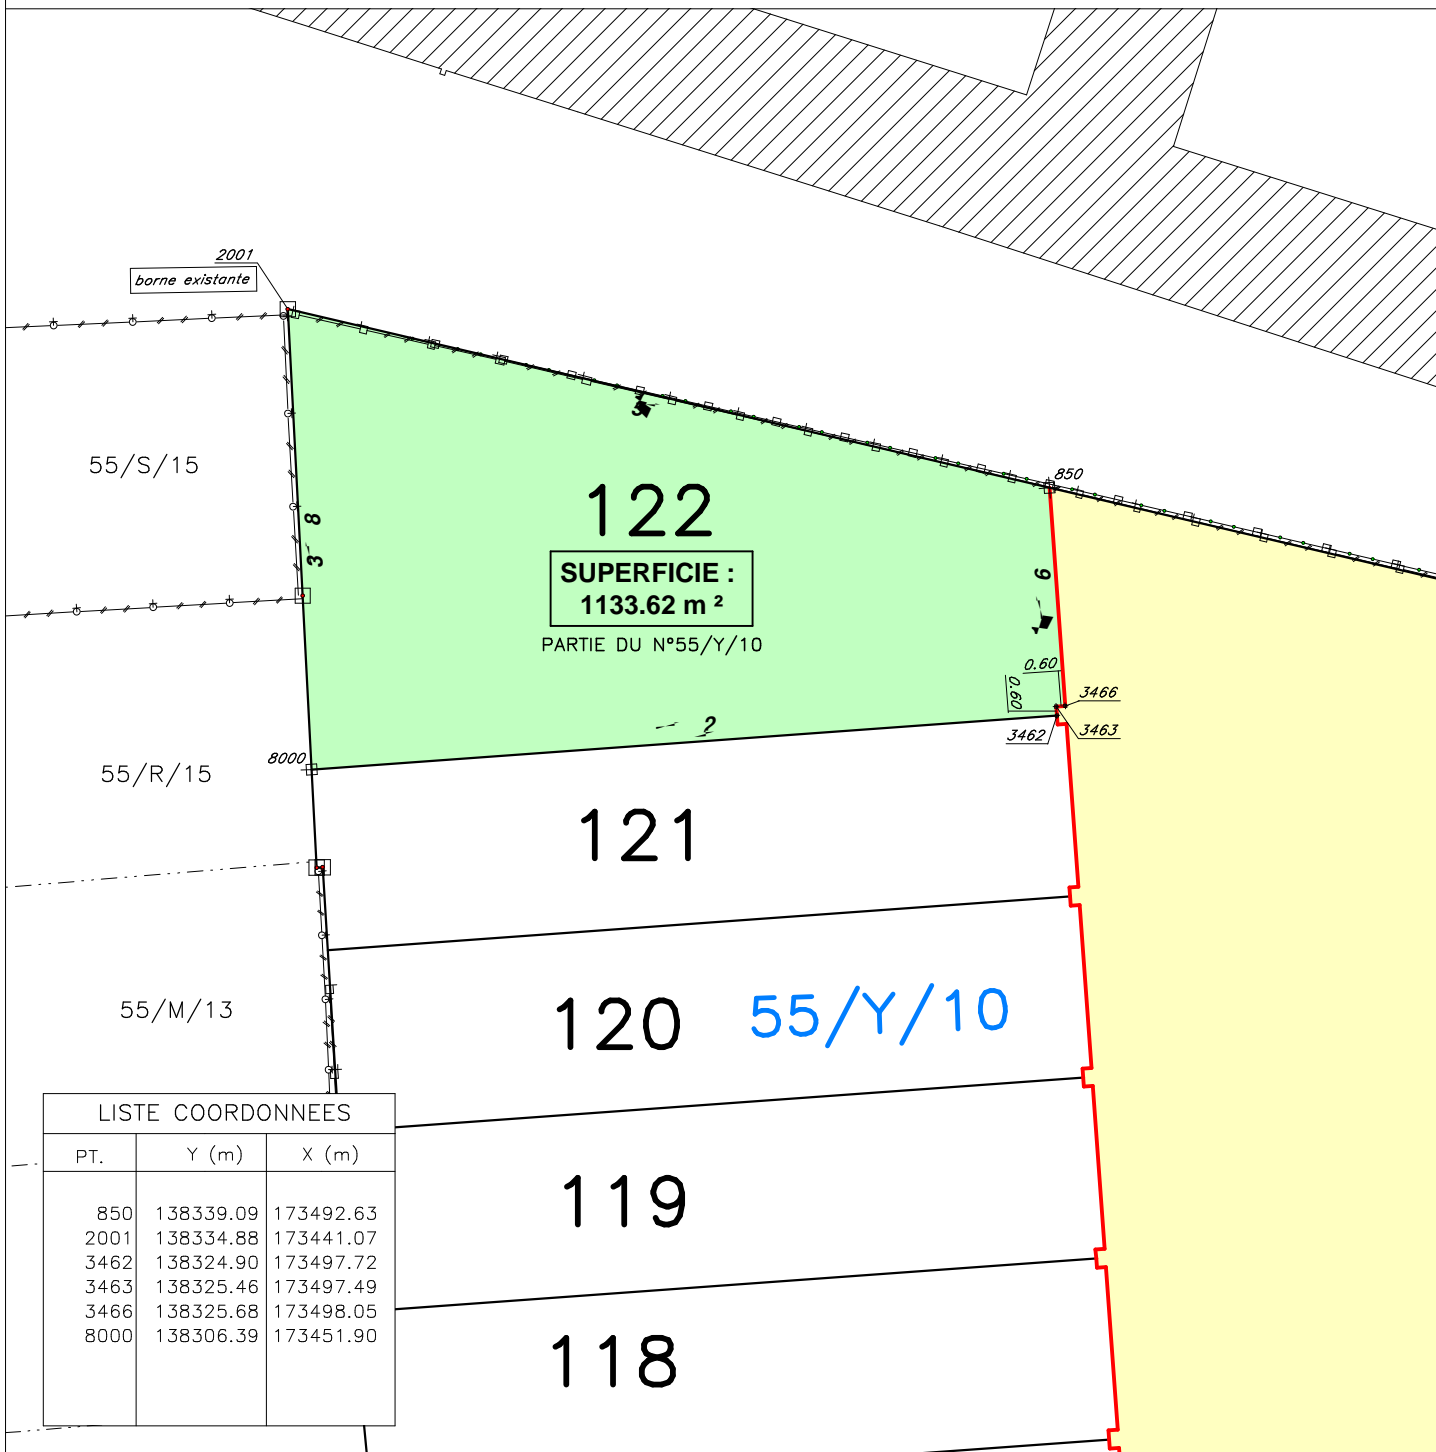 2001
borne existante
55/S/15
850
122
SUPERFICIE :
1133.62 m ²
PARTIE DU N°55/Y/10
8
3
6
0.60
0.60
3466
3463
3462
2
8000
55/R/15
121
55/M/13
120
55/Y/10
119
118
LISTE COORDONNEES
PT. Y (m) X (m)
850 138339.09 173492.63
2001 138334.88 173441.07
3462 138324.90 173497.72
3463 138325.46 173497.49
3466 138325.68 173498.05
8000 138306.39 173451.90